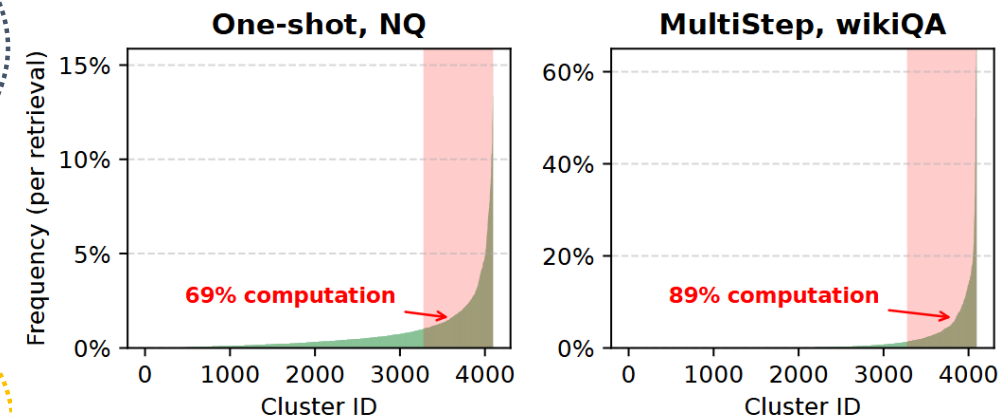 One-shot, NQ
Frequency (per retrieval)
15%
10%
5%
0%
69% computation
0 1000 2000 3000 4000
Cluster ID
MultiStep, wikiQA
60%
40%
20%
0%
89% computation
0 1000 2000 3000 4000
Cluster ID